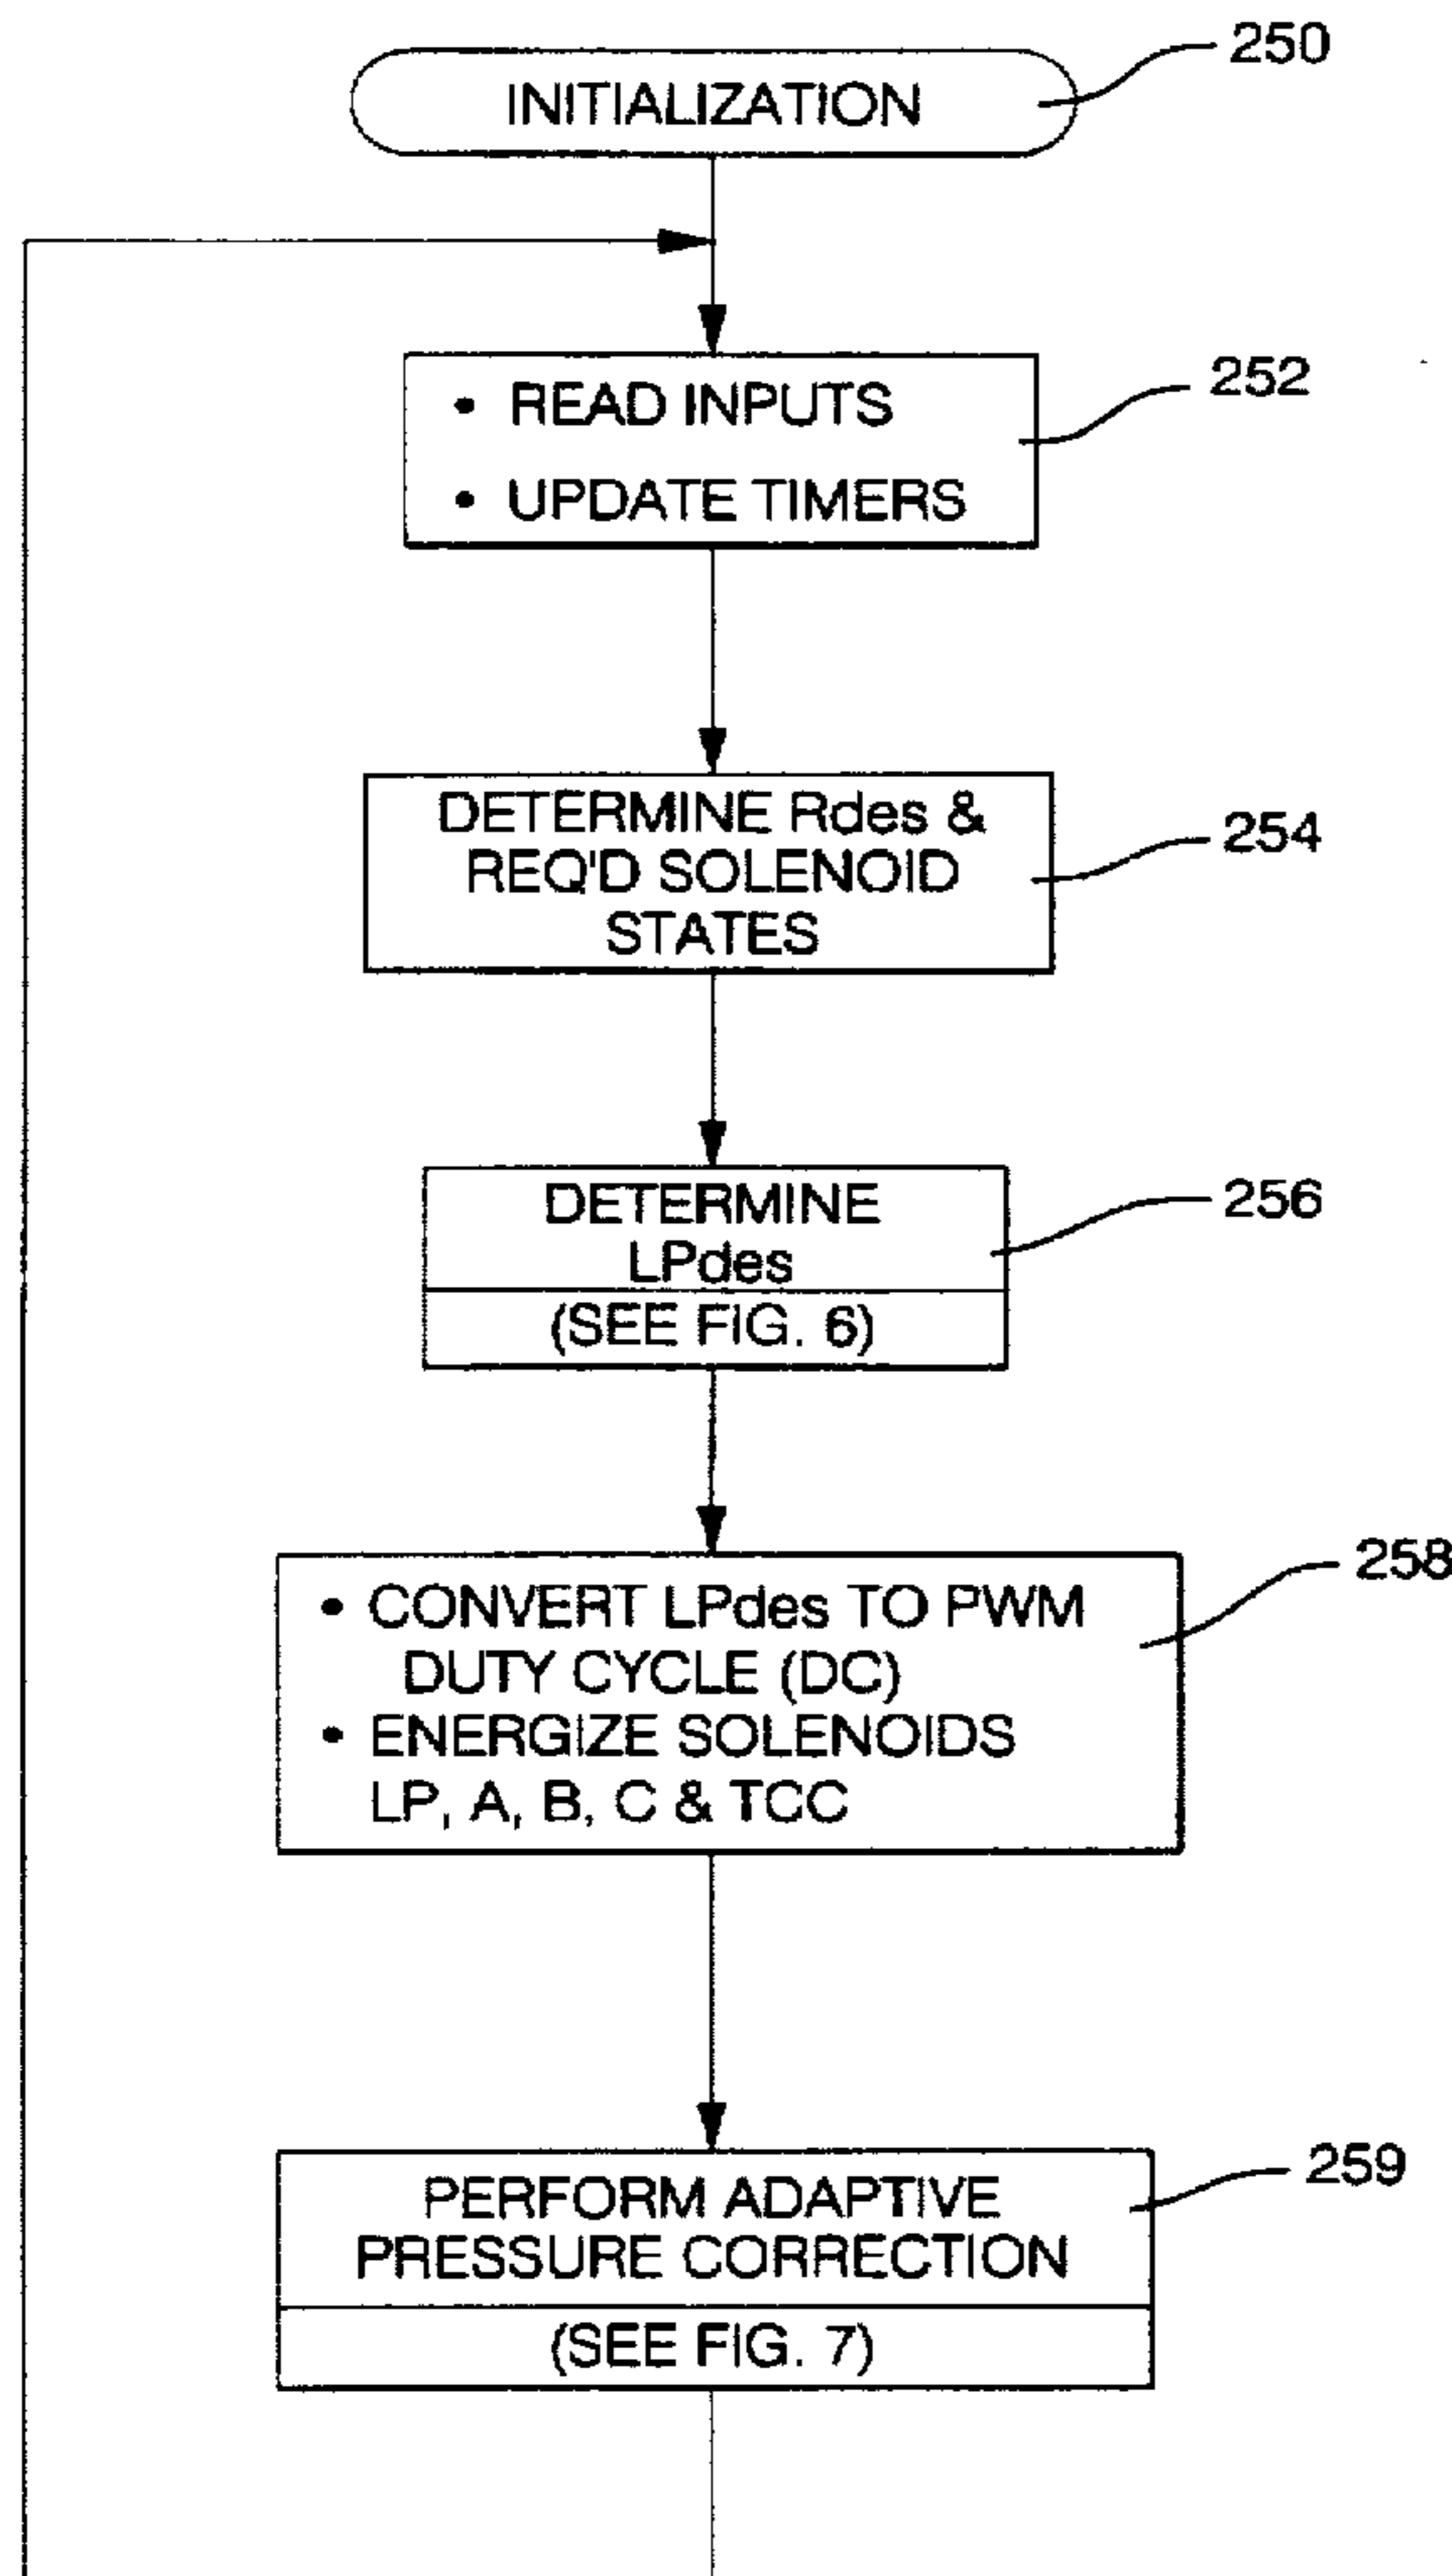 250
INITIALIZATION
252
• READ INPUTS
• UPDATE TIMERS
254
DETERMINE Rdes &
REQ'D SOLENOID
STATES
256
DETERMINE
LPdes
(SEE FIG. 6)
258
• CONVERT LPdes TO PWM
DUTY CYCLE (DC)
• ENERGIZE SOLENOIDS
LP, A, B, C & TCC
259
PERFORM ADAPTIVE
PRESSURE CORRECTION
(SEE FIG. 7)